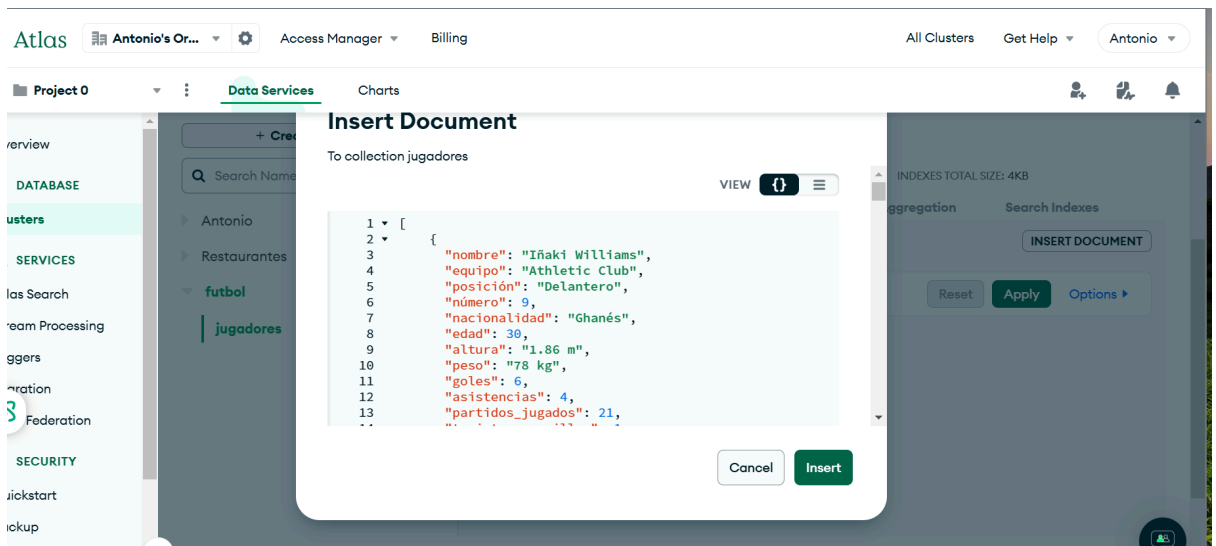 Atlas
Antonio's Or...
Access Manager
Billing
All Clusters
Get Help
Antonio
Project 0
Data Services
Charts
verview
DATABASE
usters
SERVICES
las Search
ream Processing
ggers
gration
Federation
SECURITY
uickstart
ckup
+ Crea
Search Name
Antonio
Restaurantes
futbol
jugadores
Insert Document
To collection jugadores
VIEW {}
1 [
2 {
3 "nombre": "Iñaki Williams",
4 "equipo": "Athletic Club",
5 "posición": "Delantero",
6 "número": 9,
7 "nacionalidad": "Ghanés",
8 "edad": 30,
9 "altura": "1.86 m",
10 "peso": "78 kg",
11 "goles": 6,
12 "asistencias": 4,
13 "partidos_jugados": 21,
Cancel
Insert
INDEXES TOTAL SIZE: 4KB
ggregation
Search Indexes
INSERT DOCUMENT
Reset
Apply
Options